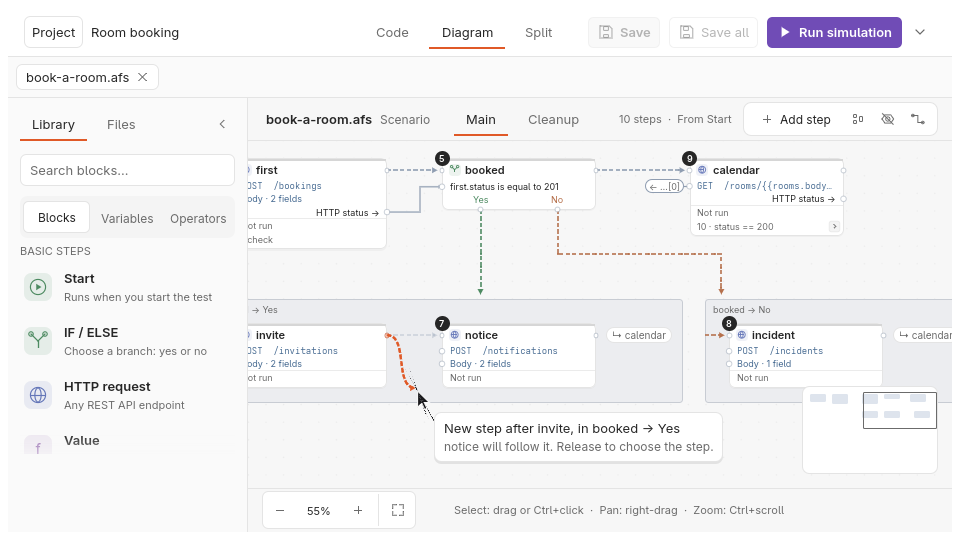 Project Room booking Code Diagram Split Save Save all Run simulation
book-a-room.afs
Library Files
book-a-room.afs Scenario Main Cleanup 10 steps · From Start Add step
Search blocks...
Blocks Variables Operators
BASIC STEPS
Start
Runs when you start the test
IF / ELSE
Choose a branch: yes or no
HTTP request
Any REST API endpoint
Value
first
OST /bookings
ody · 2 fields
HTTP status →
ot run
check
5
booked
first.status is equal to 201
Yes No
9
calendar
← ...[0]
GET /rooms/{{rooms.body…
HTTP status →
Not run
10 · status == 200
→ Yes
invite
OST /invitations
ody · 2 fields
ot run
7
notice
POST /notifications
Body · 2 fields
Not run
↳ calendar
booked → No
8
incident
POST /incidents
Body · 1 field
Not run
↳ calendar
New step after invite, in booked → Yes
notice will follow it. Release to choose the step.
55%
Select: drag or Ctrl+click · Pan: right-drag · Zoom: Ctrl+scroll